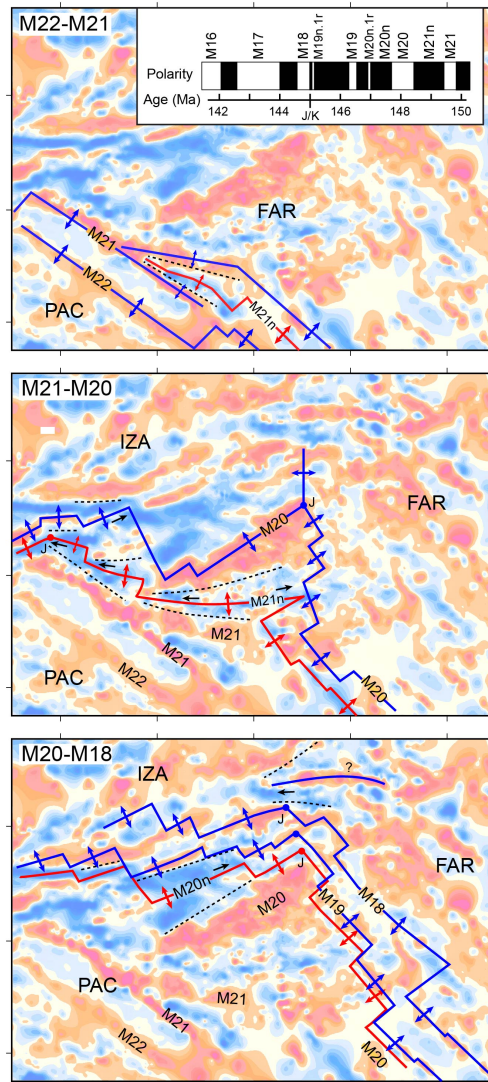 M22-M21
M16
M17
M18
M19n.1r
M19
M20n.1r
M20n
M20
M21n
M21
Polarity
Age (Ma)
142
144
146
148
150
J/K
FAR
M21
M22
M21n
PAC
M21-M20
IZA
FAR
M20
J
J
M21n
M21
M21
PAC
M22
M20
M20-M18
IZA
?
J
J
FAR
M20n
M20
M19
M18
PAC
M21
M21
M22
M20